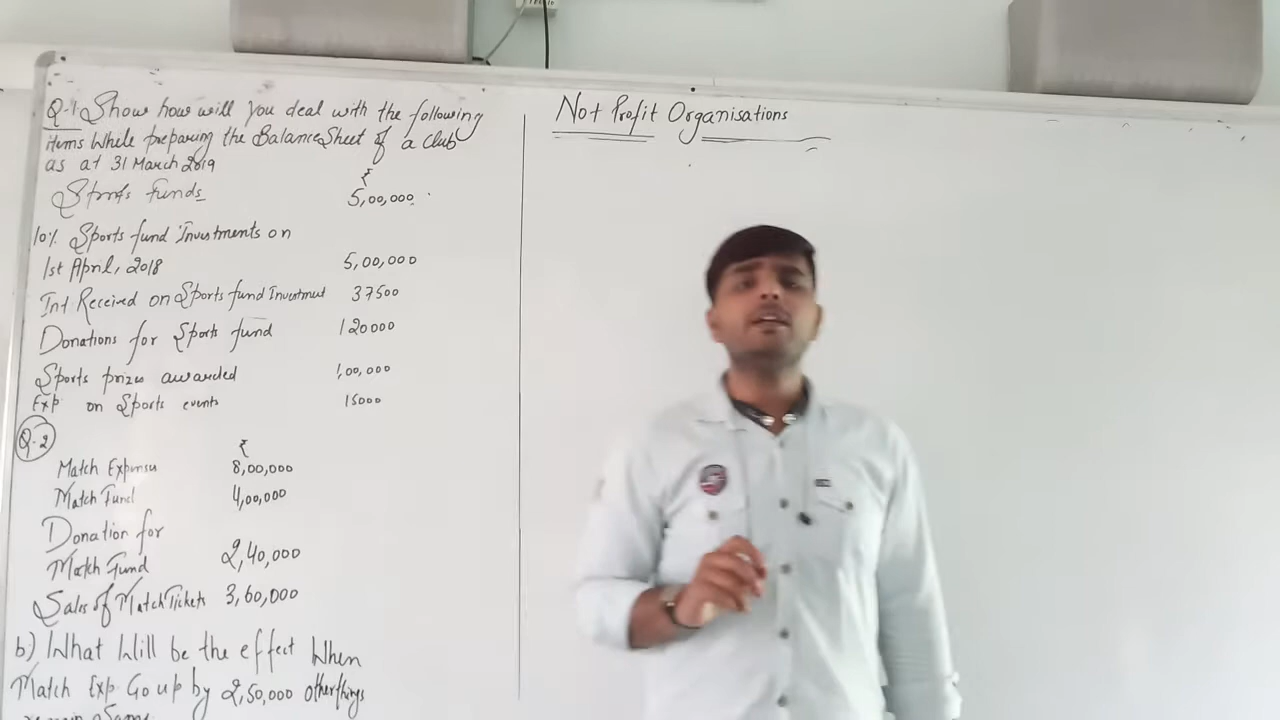 Q-1 Show how will you deal with the following
items While preparing the Balance Sheet of a club
as at 31 March 2019
₹
Sports funds 5,00,000
10% Sports fund Investments on
1st April, 2018 5,00,000
Int Received on Sports fund Investment 37500
Donations for Sports fund 120000
Sports prizes awarded 1,00,000
Exp on Sports events 15000
Q-2
₹
Match Expenses 8,00,000
Match Fund 4,00,000
Donation for
Match Fund 2,40,000
Sales of Match Tickets 3,60,000
b) What Will be the effect When
Match Exp Go up by 2,50,000 other things
remain Same
Not Profit Organisations